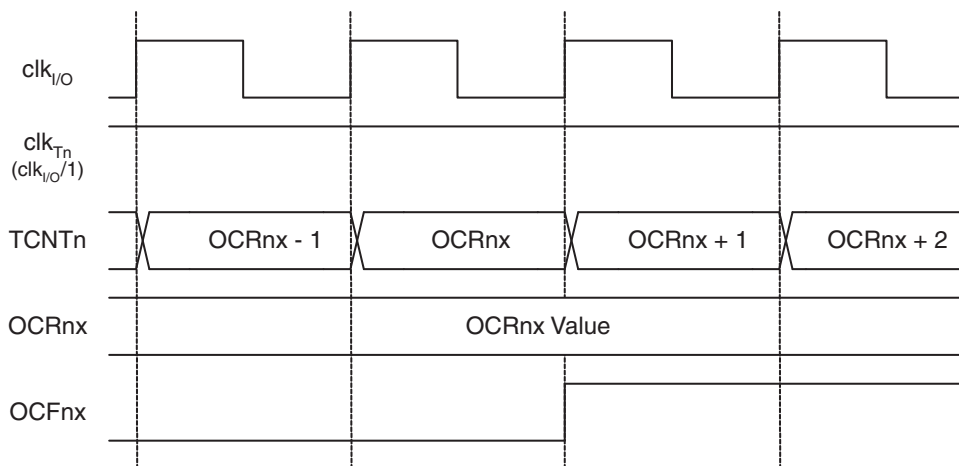 clkI/O
clkTn
(clkI/O/1)
TCNTn OCRnx - 1 OCRnx OCRnx + 1 OCRnx + 2
OCRnx OCRnx Value
OCFnx